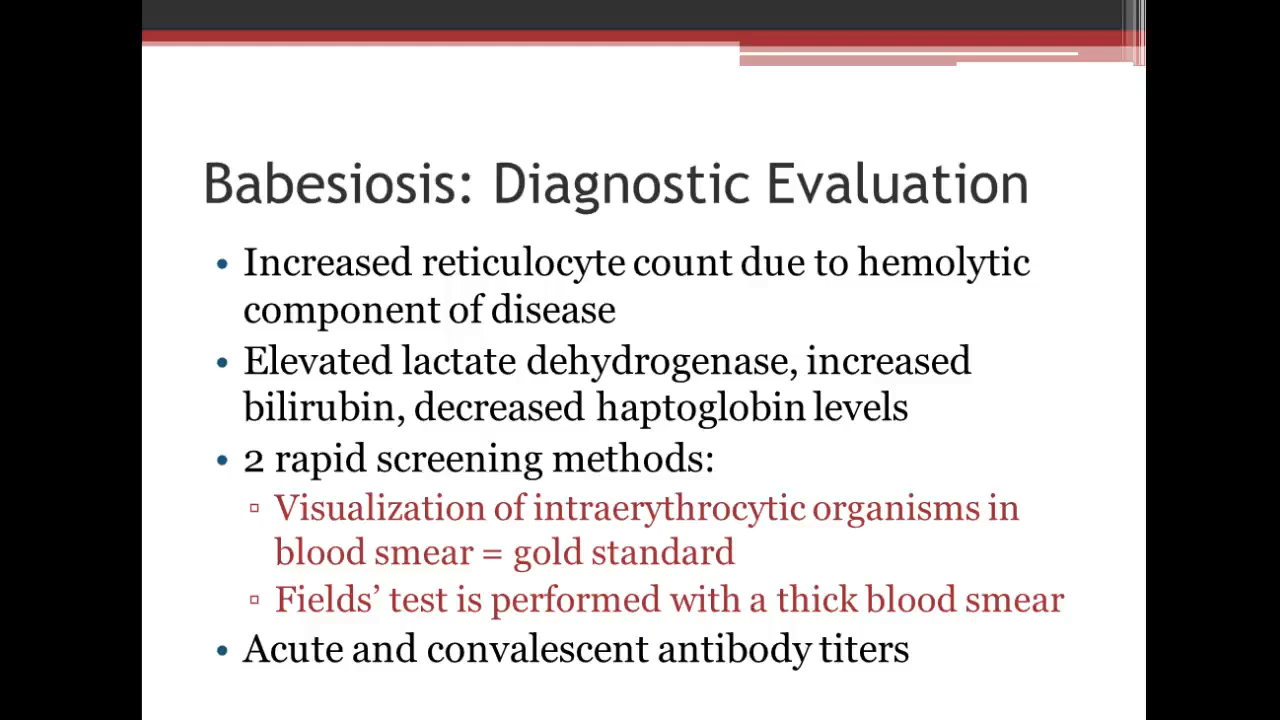 Babesiosis: Diagnostic Evaluation
• Increased reticulocyte count due to hemolytic
component of disease
• Elevated lactate dehydrogenase, increased
bilirubin, decreased haptoglobin levels
• 2 rapid screening methods:
▫ Visualization of intraerythrocytic organisms in
blood smear = gold standard
▫ Fields’ test is performed with a thick blood smear
• Acute and convalescent antibody titers